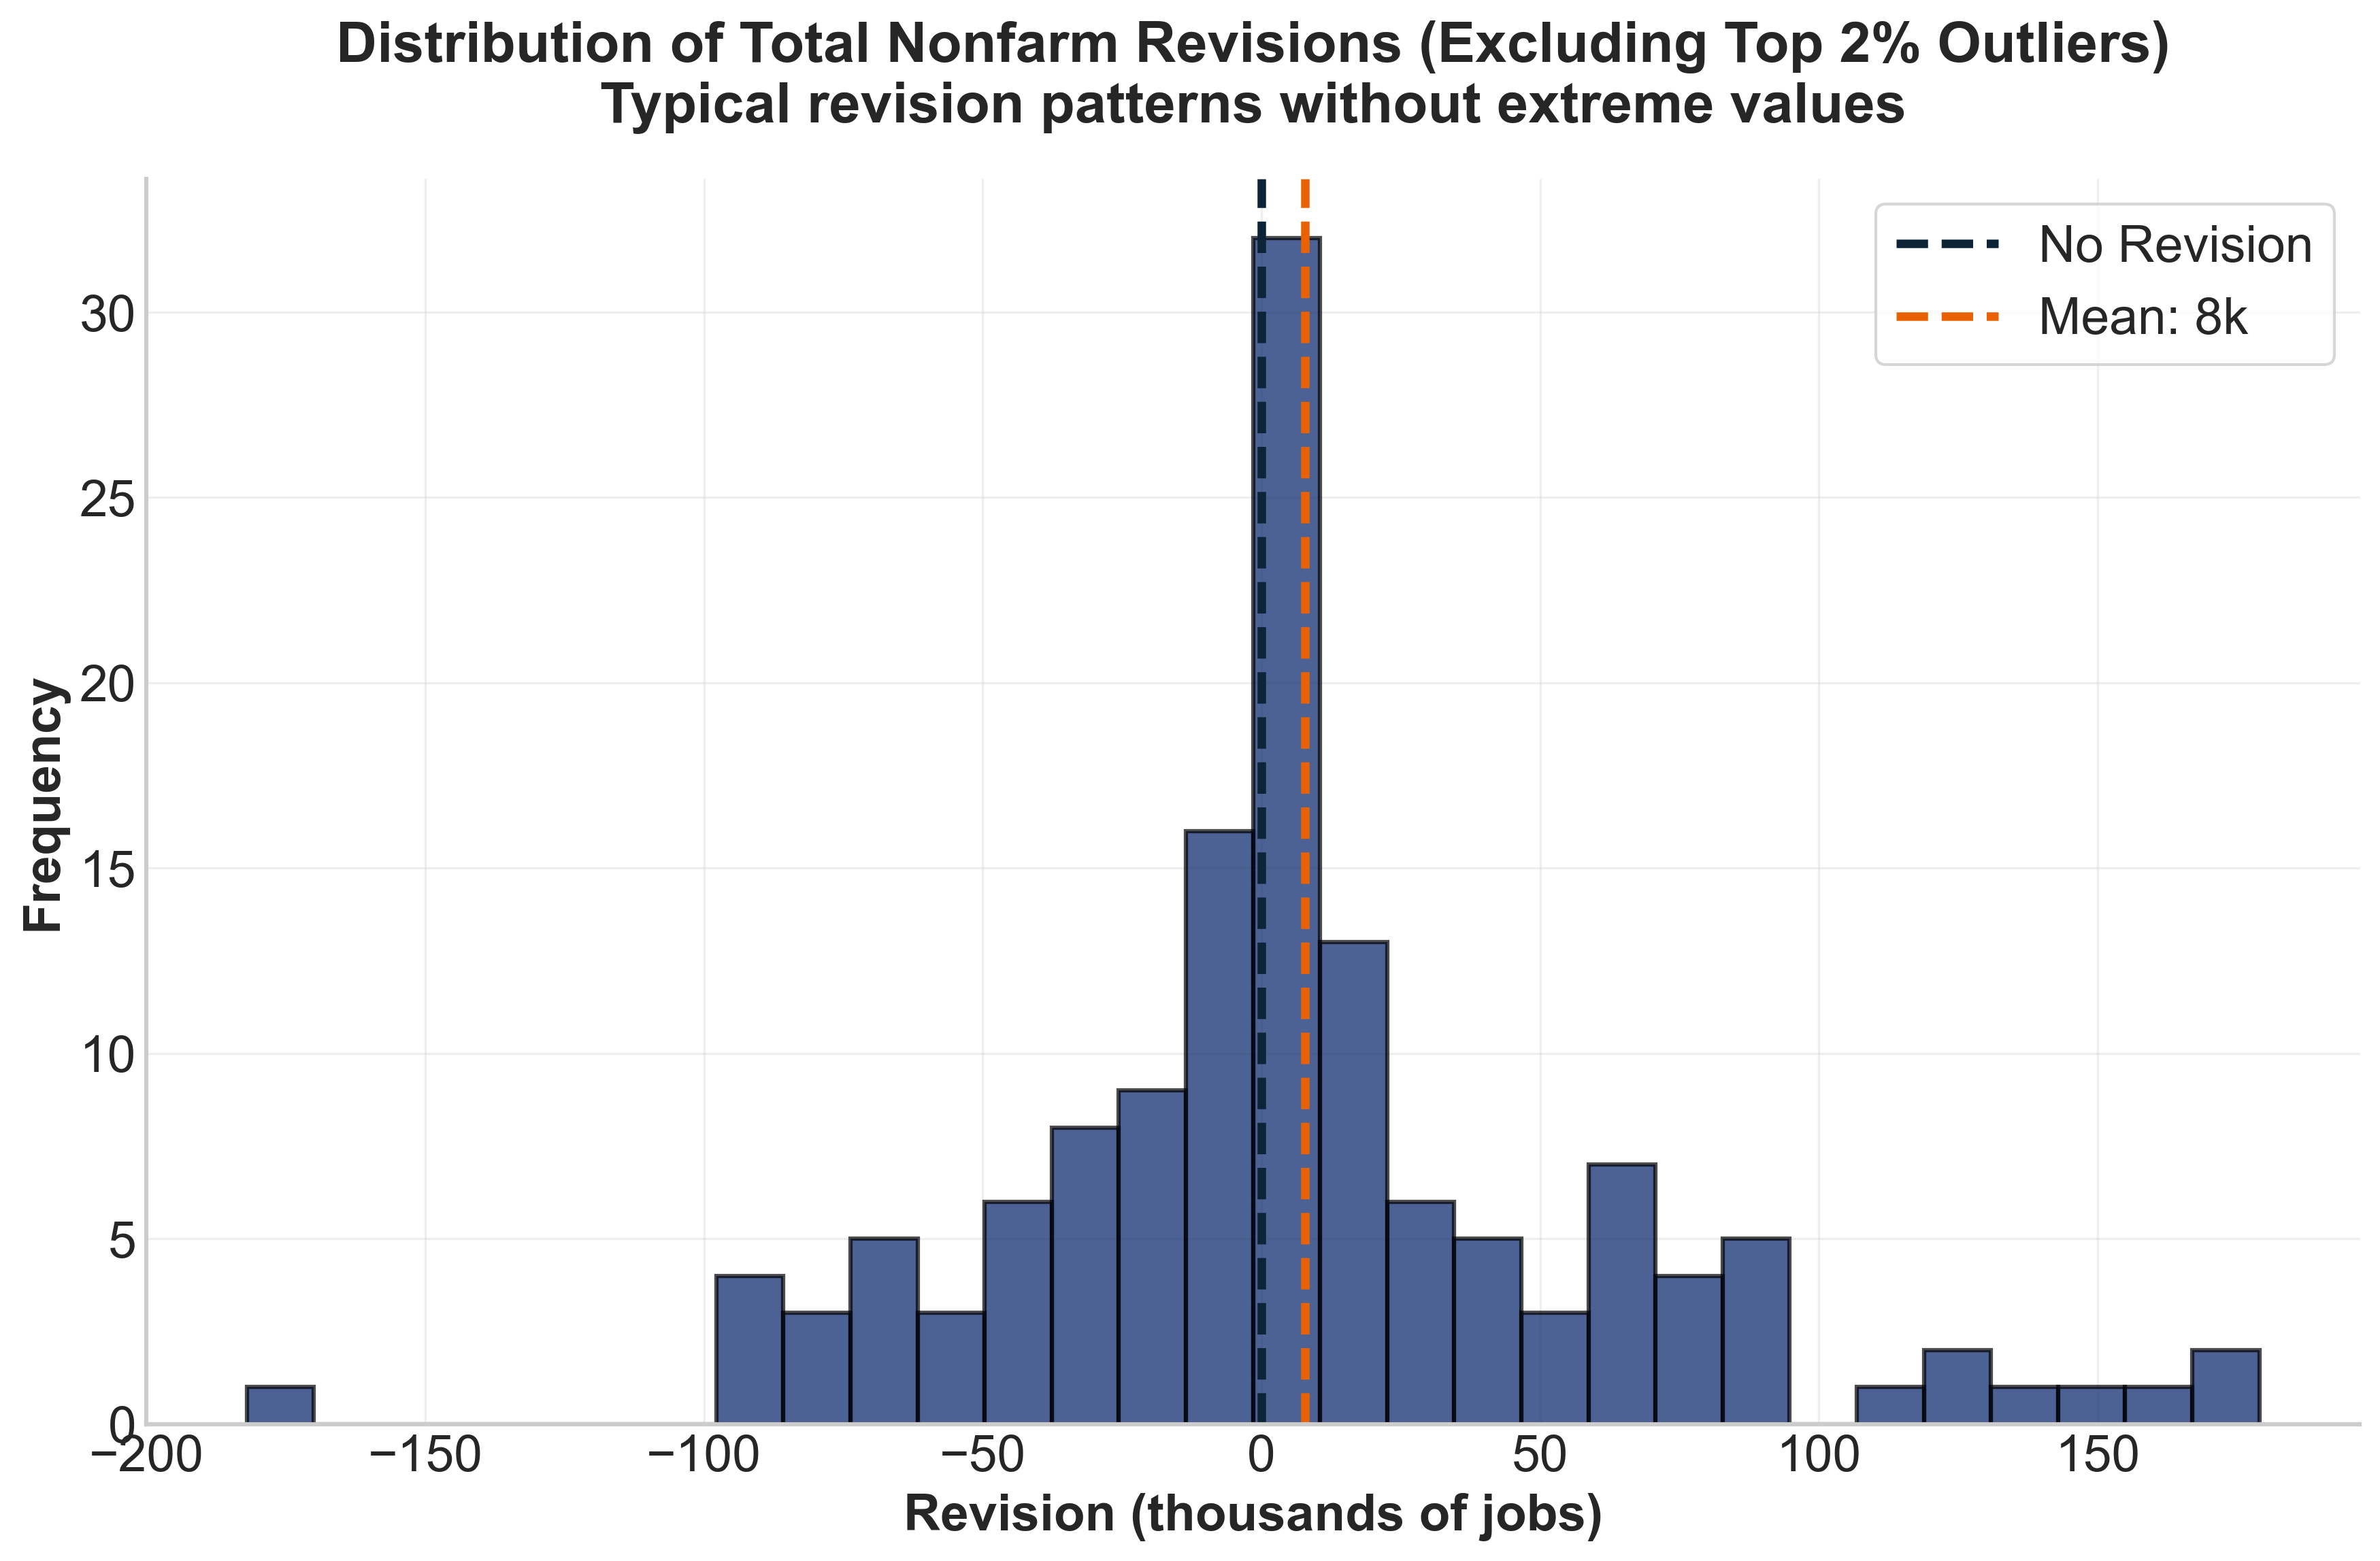 Distribution of Total Nonfarm Revisions (Excluding Top 2% Outliers)
Typical revision patterns without extreme values
No Revision
Mean: 8k
Frequency
30
25
20
15
10
5
0
−200
−150
−100
−50
0
50
100
150
Revision (thousands of jobs)